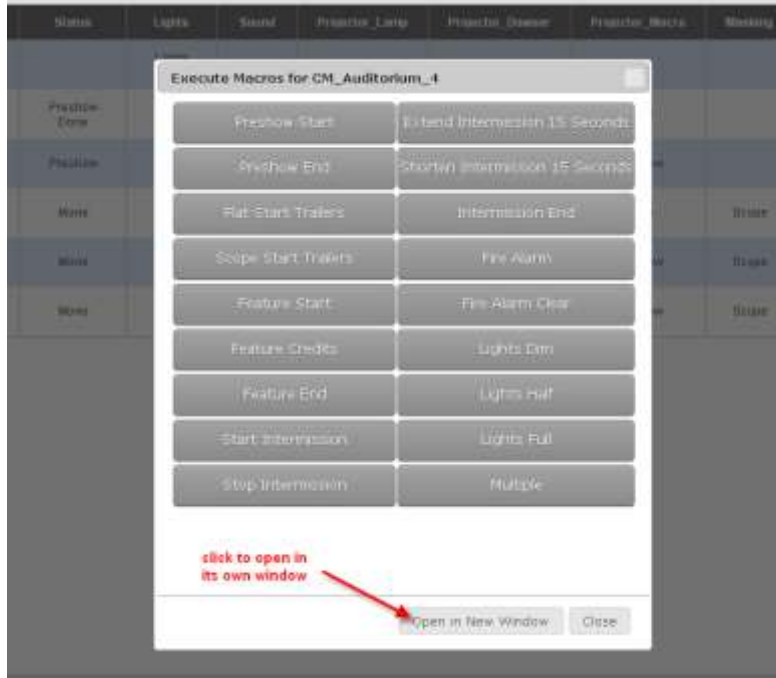 Status Lights Sound Projector_Lamp Projector_Dowser Projector_Macro Masking
Execute Macros for CM_Auditorium_4
Preshow Start Extend Intermission 15 Seconds
Preshow
Done
Preshow End Shorten Intermission 15 Seconds
Preshow
Flat Start Trailers Intermission End
None Scope
Scope Start Trailers Fire Alarm
None Scope
Feature Start Fire Alarm Clear
None Scope
Feature Credits Lights Dim
Feature End Lights Half
Start Intermission Lights Full
Stop Intermission Multiple
click to open in
its own window
Open in New Window Close